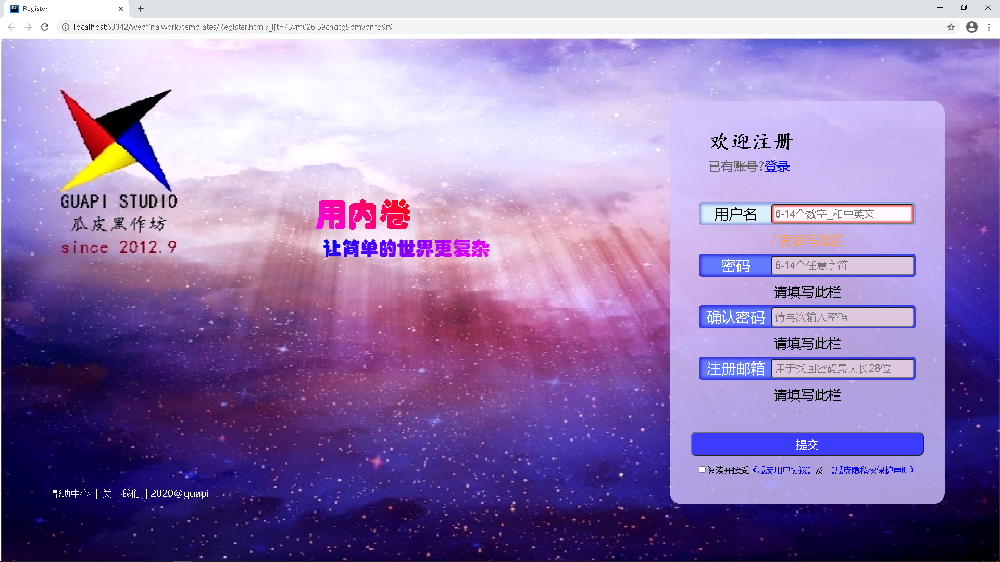 Register
localhost:63342/webfinalwork/templates/Register.html?_ijt=75vm026l59chgtg5pmvbnfq9r9
GUAPI STUDIO
瓜皮黑作坊
since 2012.9
用内卷
让简单的世界更复杂
欢迎注册
已有账号?登录
用户名 6-14个数字_和中英文
?请填写此栏
密码 6-14个任意字符
请填写此栏
确认密码 请再次输入密码
请填写此栏
注册邮箱 用于找回密码最大长28位
请填写此栏
提交
阅读并接受《瓜皮用户协议》及 《瓜皮隐私权保护声明》
帮助中心 | 关于我们 | 2020@guapi